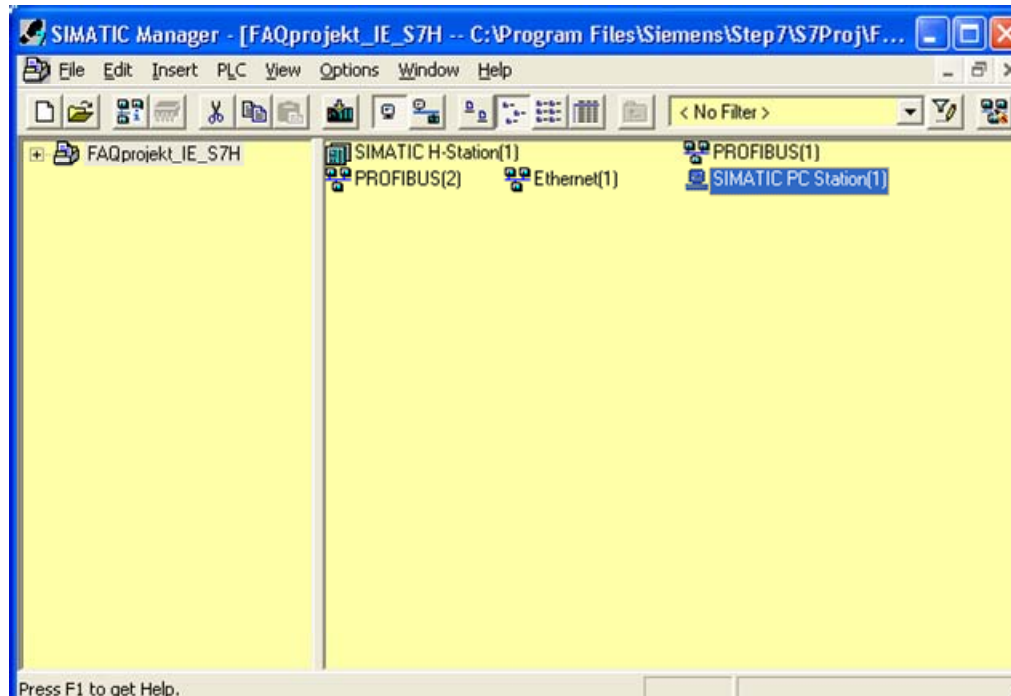 SIMATIC Manager - [FAQprojekt_IE_S7H -- C:\Program Files\Siemens\Step7\S7Proj\F...
File Edit Insert PLC View Options Window Help
< No Filter >
FAQprojekt_IE_S7H
SIMATIC H-Station(1) PROFIBUS(1)
PROFIBUS(2) Ethernet(1) SIMATIC PC Station(1)
Press F1 to get Help.